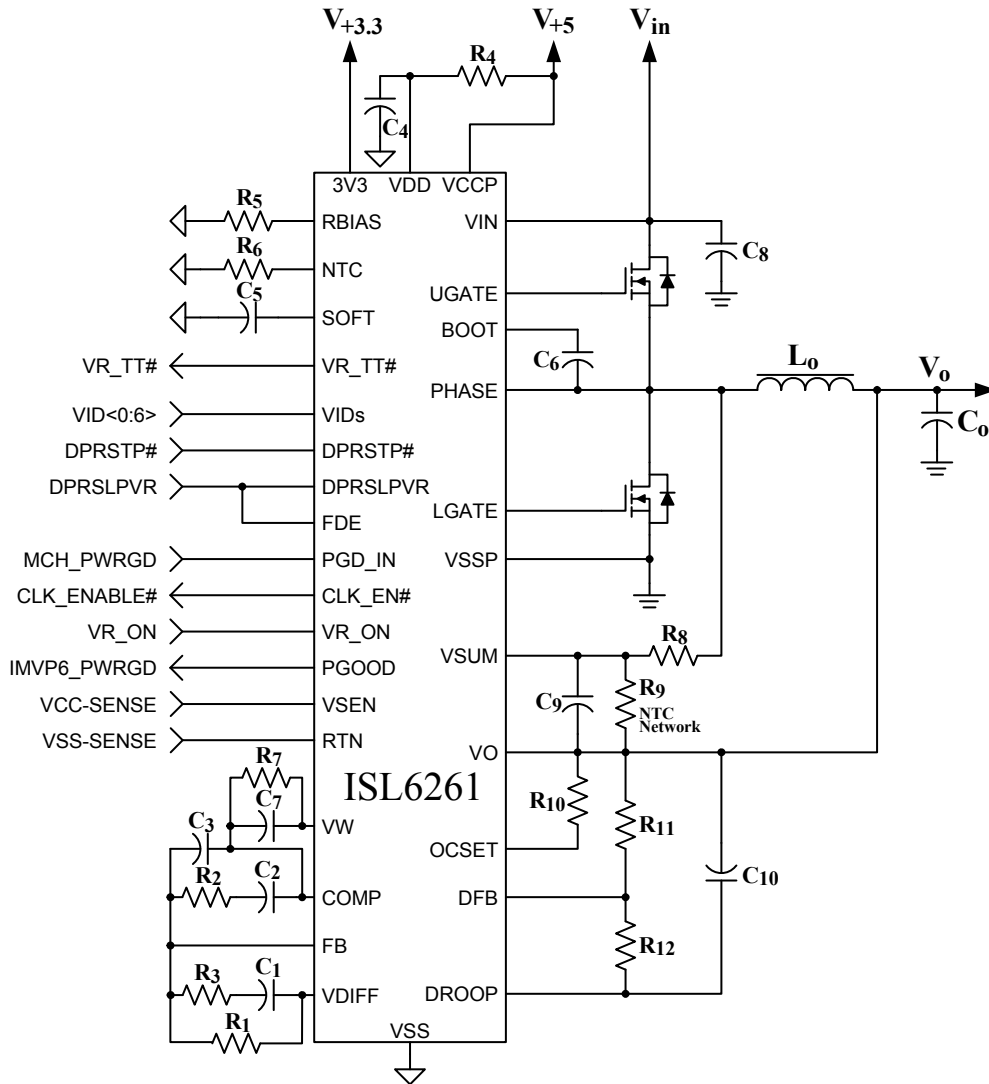 V+3.3
V+5
Vin
R4
C4
3V3
VDD
VCCP
R5
RBIAS
VIN
R6
NTC
C8
C5
UGATE
SOFT
BOOT
C6
Lo
VR_TT#
VR_TT#
PHASE
Vo
VID<0:6>
VIDs
Co
DPRSTP#
DPRSTP#
DPRSLPVR
DPRSLPVR
LGATE
FDE
MCH_PWRGD
PGD_IN
VSSP
CLK_ENABLE#
CLK_EN#
VR_ON
VR_ON
R8
IMVP6_PWRGD
PGOOD
VSUM
VCC-SENSE
VSEN
C9
R9
NTC
Network
VSS-SENSE
RTN
VO
R7
ISL6261
R10
C7
C3
VW
R11
OCSET
R2
C2
C10
COMP
DFB
FB
R12
R3
C1
VDIFF
DROOP
R1
VSS